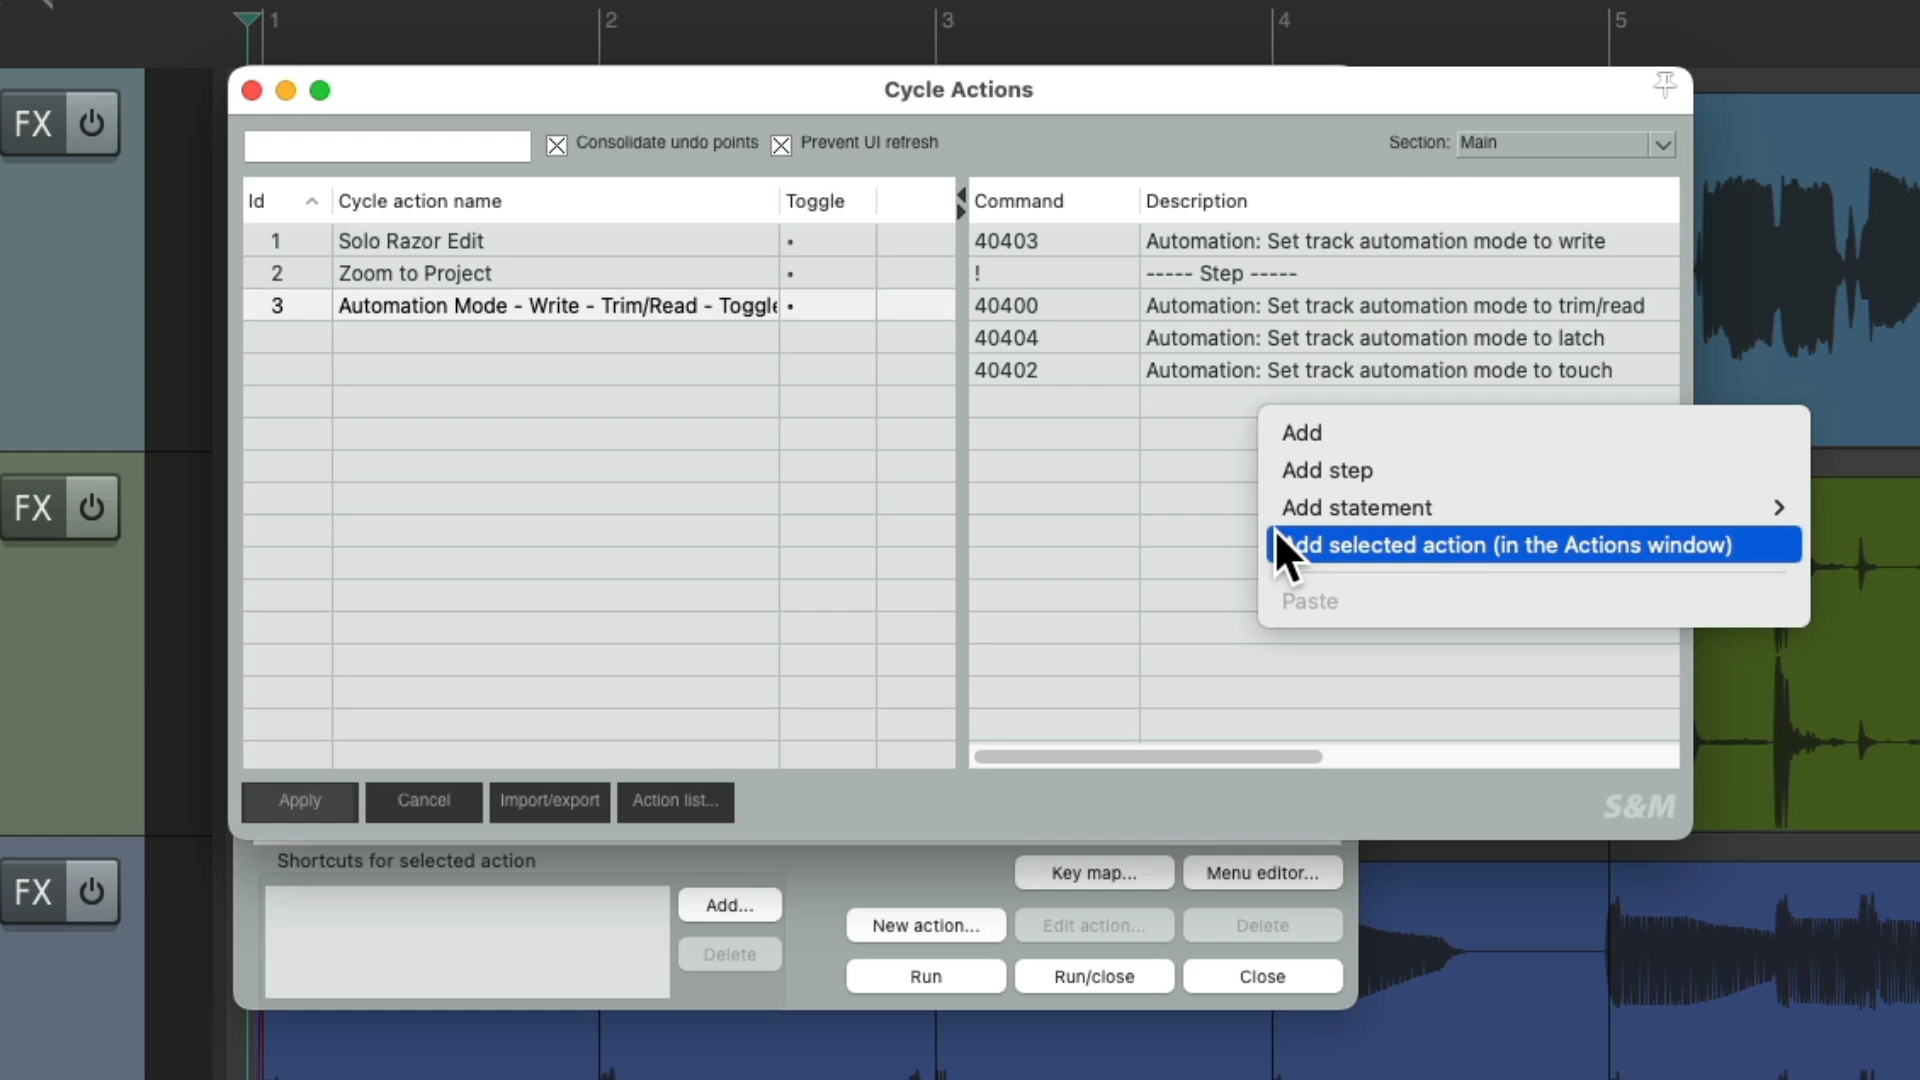 1 2 3 4 5
Cycle Actions
FX
Consolidate undo points Prevent UI refresh Section: Main
Id Cycle action name Toggle Command Description
1 Solo Razor Edit • 40403 Automation: Set track automation mode to write
2 Zoom to Project • ! ----- Step -----
3 Automation Mode - Write - Trim/Read - Toggle • 40400 Automation: Set track automation mode to trim/read
40404 Automation: Set track automation mode to latch
40402 Automation: Set track automation mode to touch
Add
Add step
Add statement
FX
Add selected action (in the Actions window)
Paste
Apply Cancel Import/export Action list... S&M
Shortcuts for selected action
Key map... Menu editor...
FX
Add... New action... Edit action... Delete
Delete Run Run/close Close